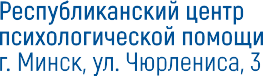 Республиканский центр
психологической помощи
г. Минск, ул. Чюрлениса, 3